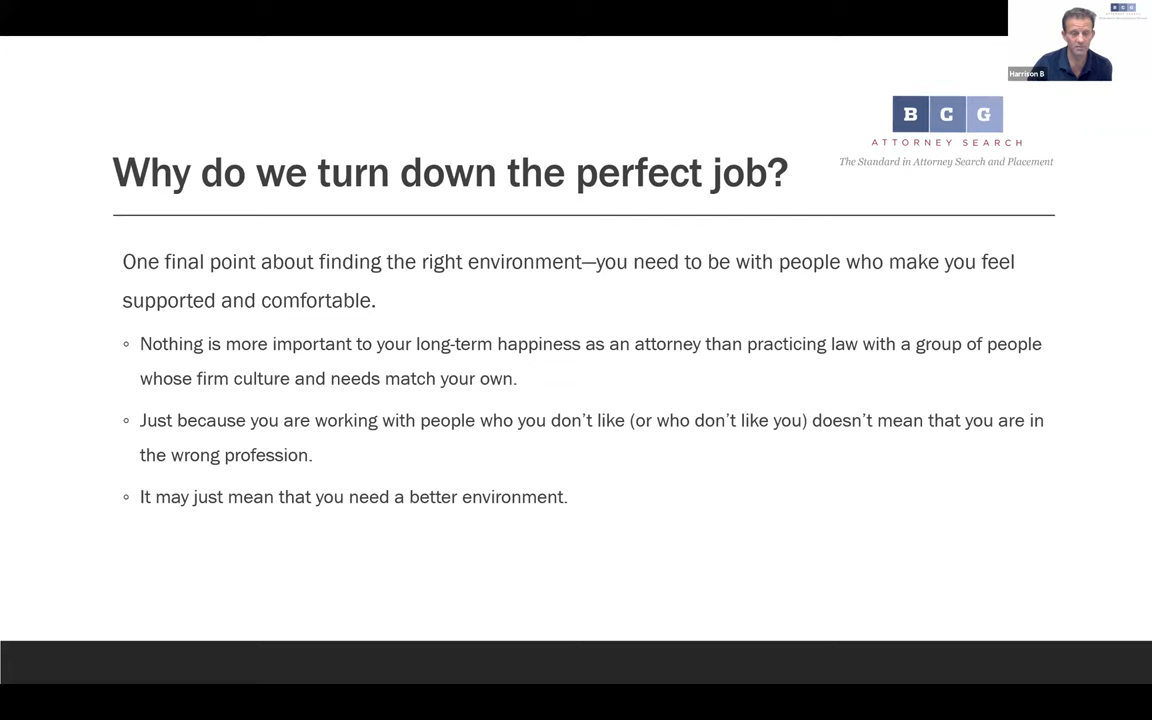 B C G
Harrison B
B C G
ATTORNEY SEARCH
The Standard in Attorney Search and Placement
Why do we turn down the perfect job?
One final point about finding the right environment—you need to be with people who make you feel
supported and comfortable.
◦ Nothing is more important to your long-term happiness as an attorney than practicing law with a group of people
whose firm culture and needs match your own.
◦ Just because you are working with people who you don’t like (or who don’t like you) doesn’t mean that you are in
the wrong profession.
◦ It may just mean that you need a better environment.